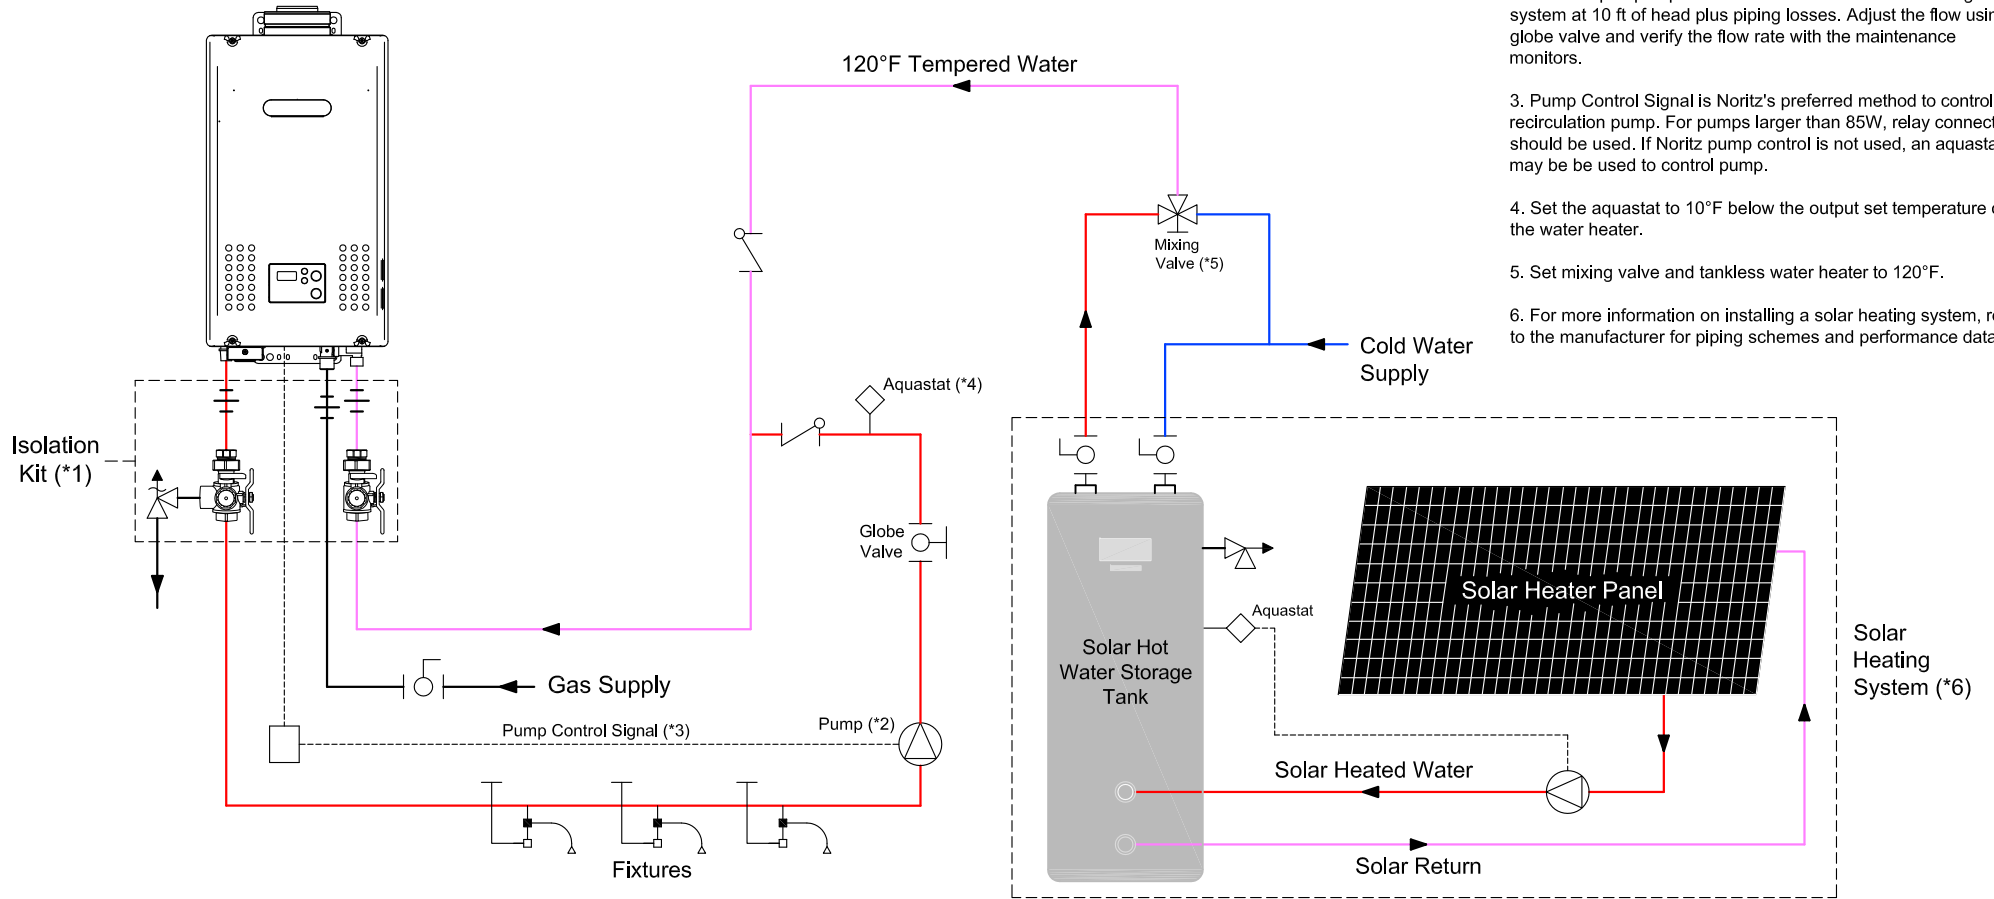 system at 10 ft of head plus piping losses. Adjust the flow
globe valve and verify the flow rate with the maintenance
monitors.
3. Pump Control Signal is Noritz's preferred method to control
recirculation pump. For pumps larger than 85W, relay
should be used. If Noritz pump control is not used, an
may be be used to control pump.
4. Set the aquastat to 10°F below the output set temperature
the water heater.
5. Set mixing valve and tankless water heater to 120°F.
6. For more information on installing a solar heating system,
to the manufacturer for piping schemes and performance data
120°F Tempered Water
Mixing
Valve (*5)
Cold Water
Supply
Aquastat (*4)
Isolation
Kit (*1)
Globe
Valve
Solar Heater Panel
Aquastat
Solar Hot
Water Storage
Tank
Solar
Heating
System (*6)
Gas Supply
Pump Control Signal (*3)
Pump (*2)
Solar Heated Water
Solar Return
Fixtures